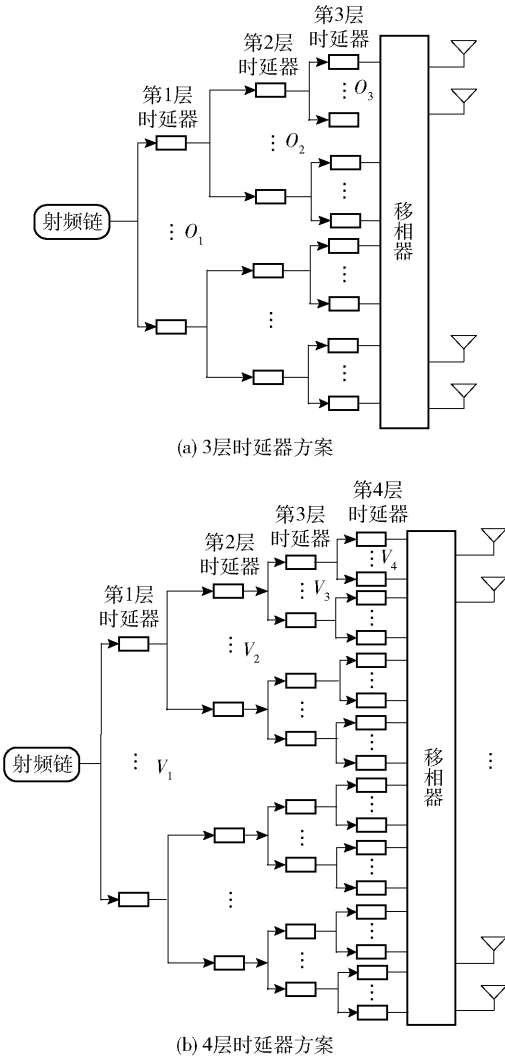 第3层
时延器
第2层
时延器
第1层
时延器
O₃
O₂
射频链
O₁
移相器
(a) 3层时延器方案
第4层
时延器
第3层
时延器
第2层
时延器
第1层
时延器
V₄
V₃
V₂
射频链
V₁
移相器
(b) 4层时延器方案